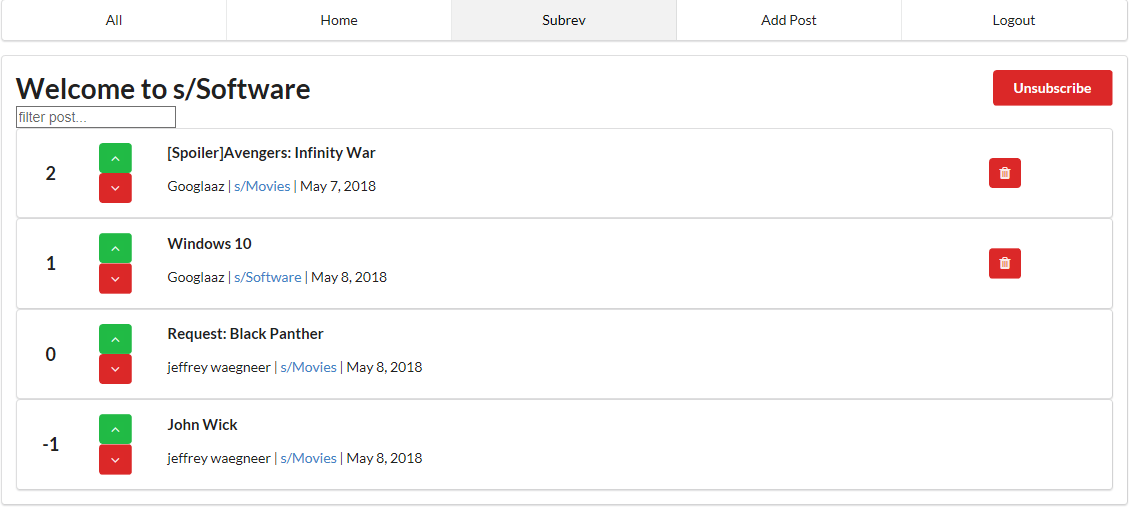 All Home Subrev Add Post Logout
Welcome to s/Software
Unsubscribe
filter post...
2
[Spoiler]Avengers: Infinity War
Googlaaz | s/Movies | May 7, 2018
1
Windows 10
Googlaaz | s/Software | May 8, 2018
0
Request: Black Panther
jeffrey waegneer | s/Movies | May 8, 2018
-1
John Wick
jeffrey waegneer | s/Movies | May 8, 2018